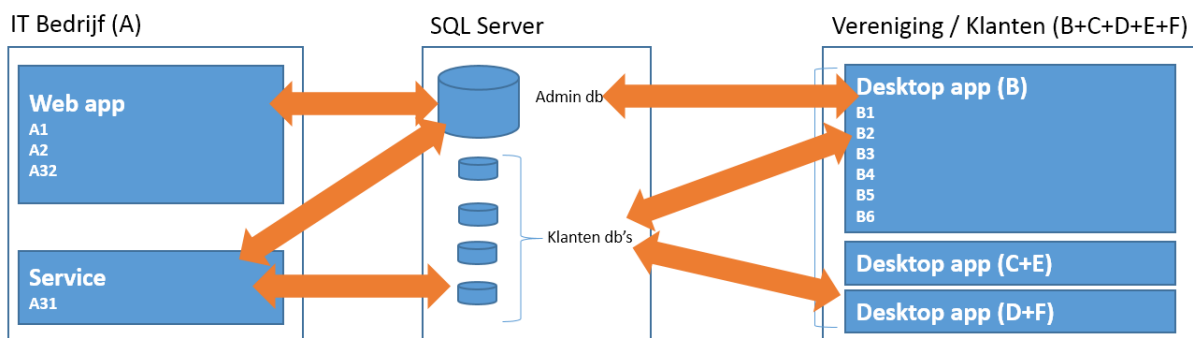 IT Bedrijf (A)
Web app
A1
A2
A32
Service
A31
SQL Server
Admin db
Klanten db's
Vereniging / Klanten (B+C+D+E+F)
Desktop app (B)
B1
B2
B3
B4
B5
B6
Desktop app (C+E)
Desktop app (D+F)